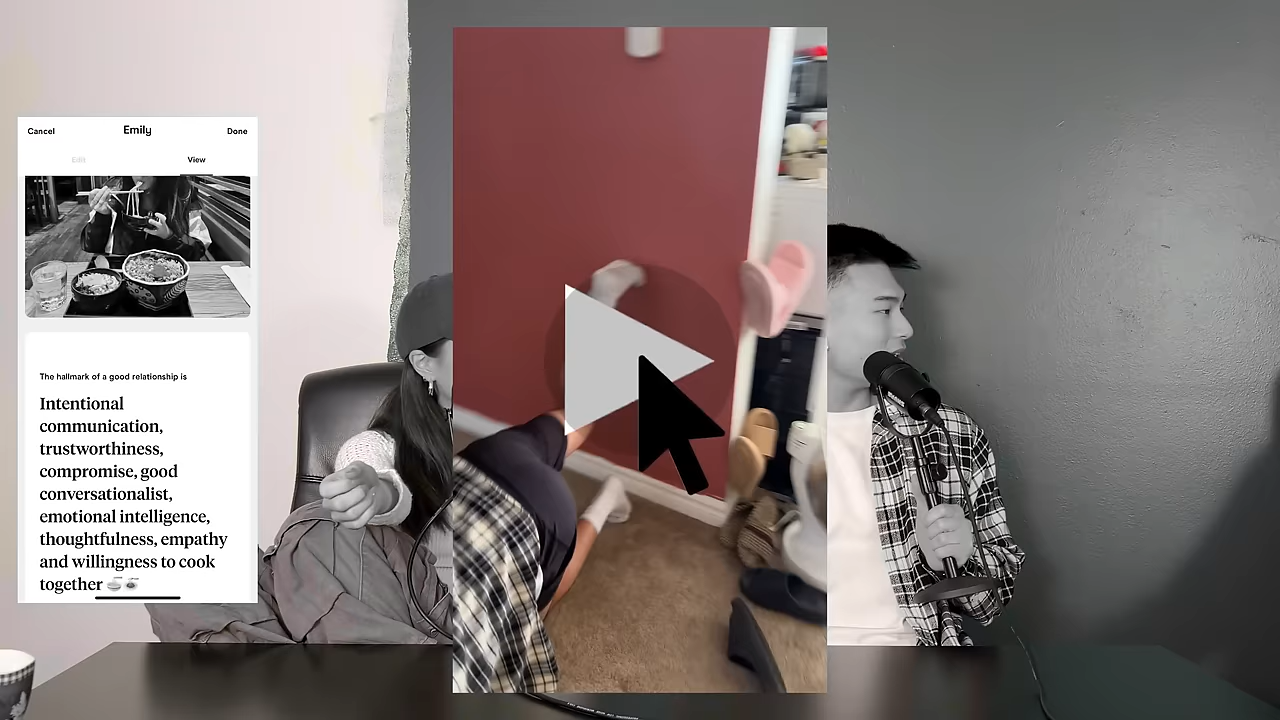 Cancel
Emily
Done
Edit
View
The hallmark of a good relationship is
Intentional
communication,
trustworthiness,
compromise, good
conversationalist,
emotional intelligence,
thoughtfulness, empathy
and willingness to cook
together